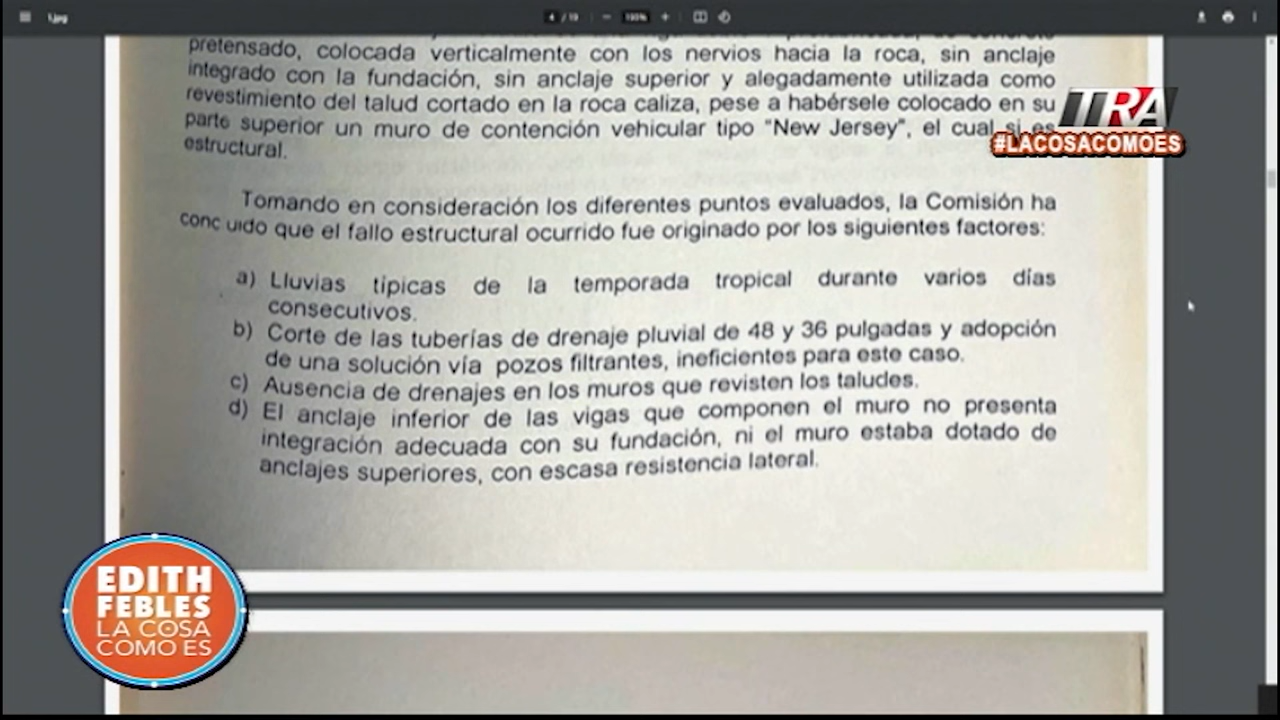 1.jpg
4 / 19
100%
pretensado, colocada verticalmente con los nervios hacia la roca, sin anclaje
integrado con la fundación, sin anclaje superior y alegadamente utilizada como
revestimiento del talud cortado en la roca caliza, pese a habérsele colocado en su
parte superior un muro de contención vehicular tipo "New Jersey", el cual si es
estructural.
TRA
#LACOSACOMOES
Tomando en consideración los diferentes puntos evaluados, la Comisión ha
conc uido que el fallo estructural ocurrido fue originado por los siguientes factores:
a) Lluvias típicas de la temporada tropical durante varios días
consecutivos.
b) Corte de las tuberías de drenaje pluvial de 48 y 36 pulgadas y adopción
de una solución vía pozos filtrantes, ineficientes para este caso.
c) Ausencia de drenajes en los muros que revisten los taludes.
d) El anclaje inferior de las vigas que componen el muro no presenta
integración adecuada con su fundación, ni el muro estaba dotado de
anclajes superiores, con escasa resistencia lateral.
EDITH
FEBLES
LA COSA
COMO ES